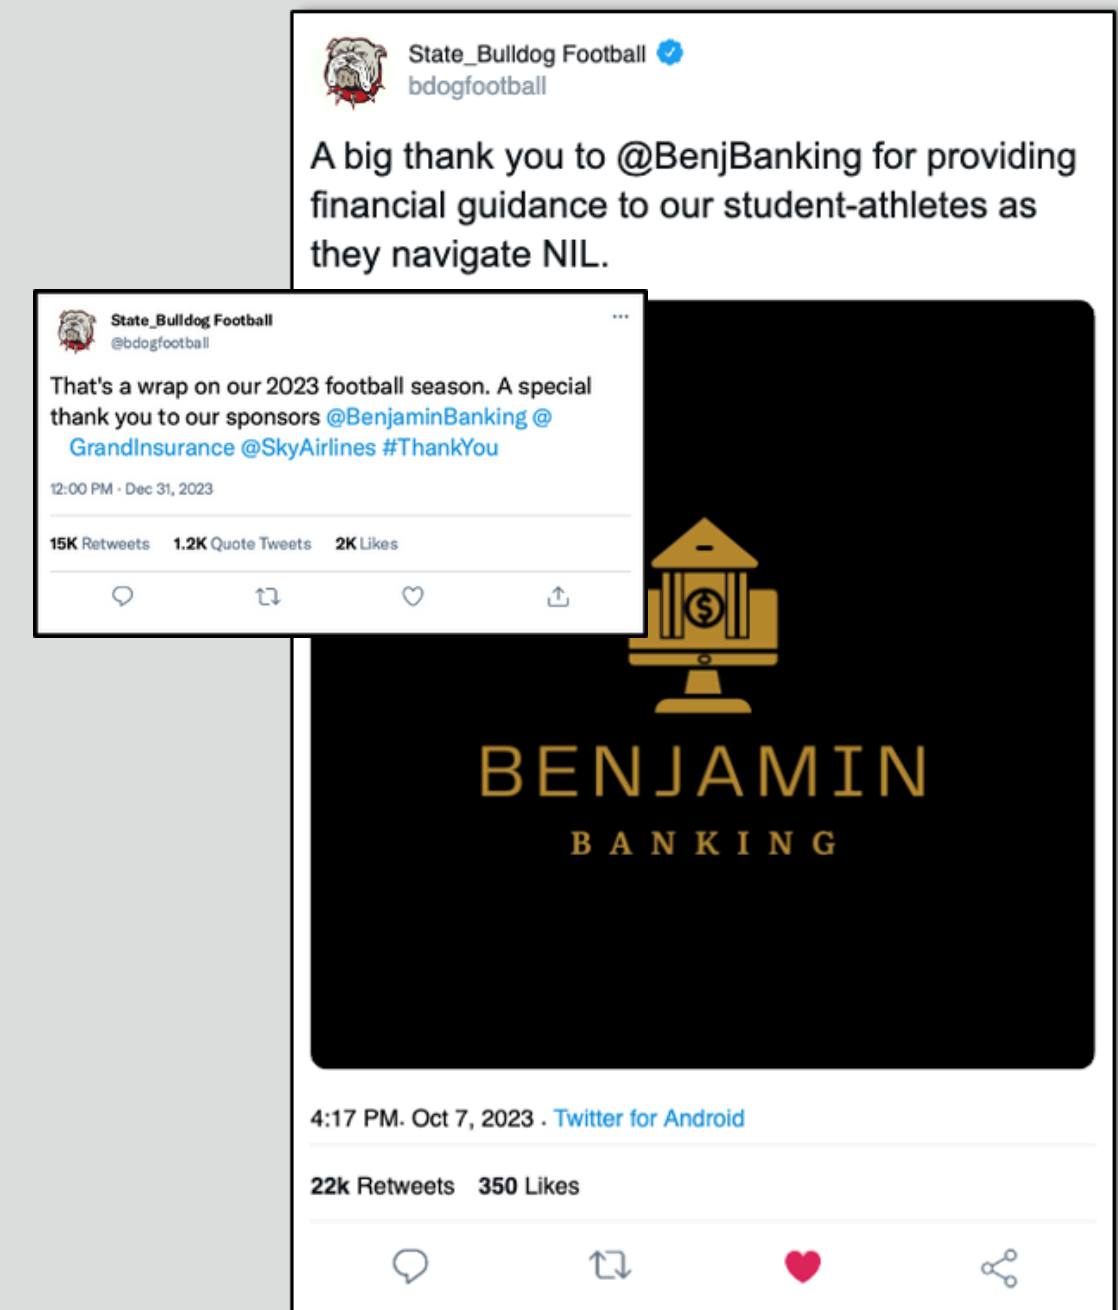 State_Bulldog Football
bdogfootball
A big thank you to @BenjBanking for providing
financial guidance to our student-athletes as
they navigate NIL.
State_Bulldog Football
@bdogfootball
That's a wrap on our 2023 football season. A special
thank you to our sponsors @BenjaminBanking @
GrandInsurance @SkyAirlines #ThankYou
12:00 PM · Dec 31, 2023
15K Retweets 1.2K Quote Tweets 2K Likes
$
BENJAMIN
BANKING
4:17 PM. Oct 7, 2023 . Twitter for Android
22k Retweets 350 Likes